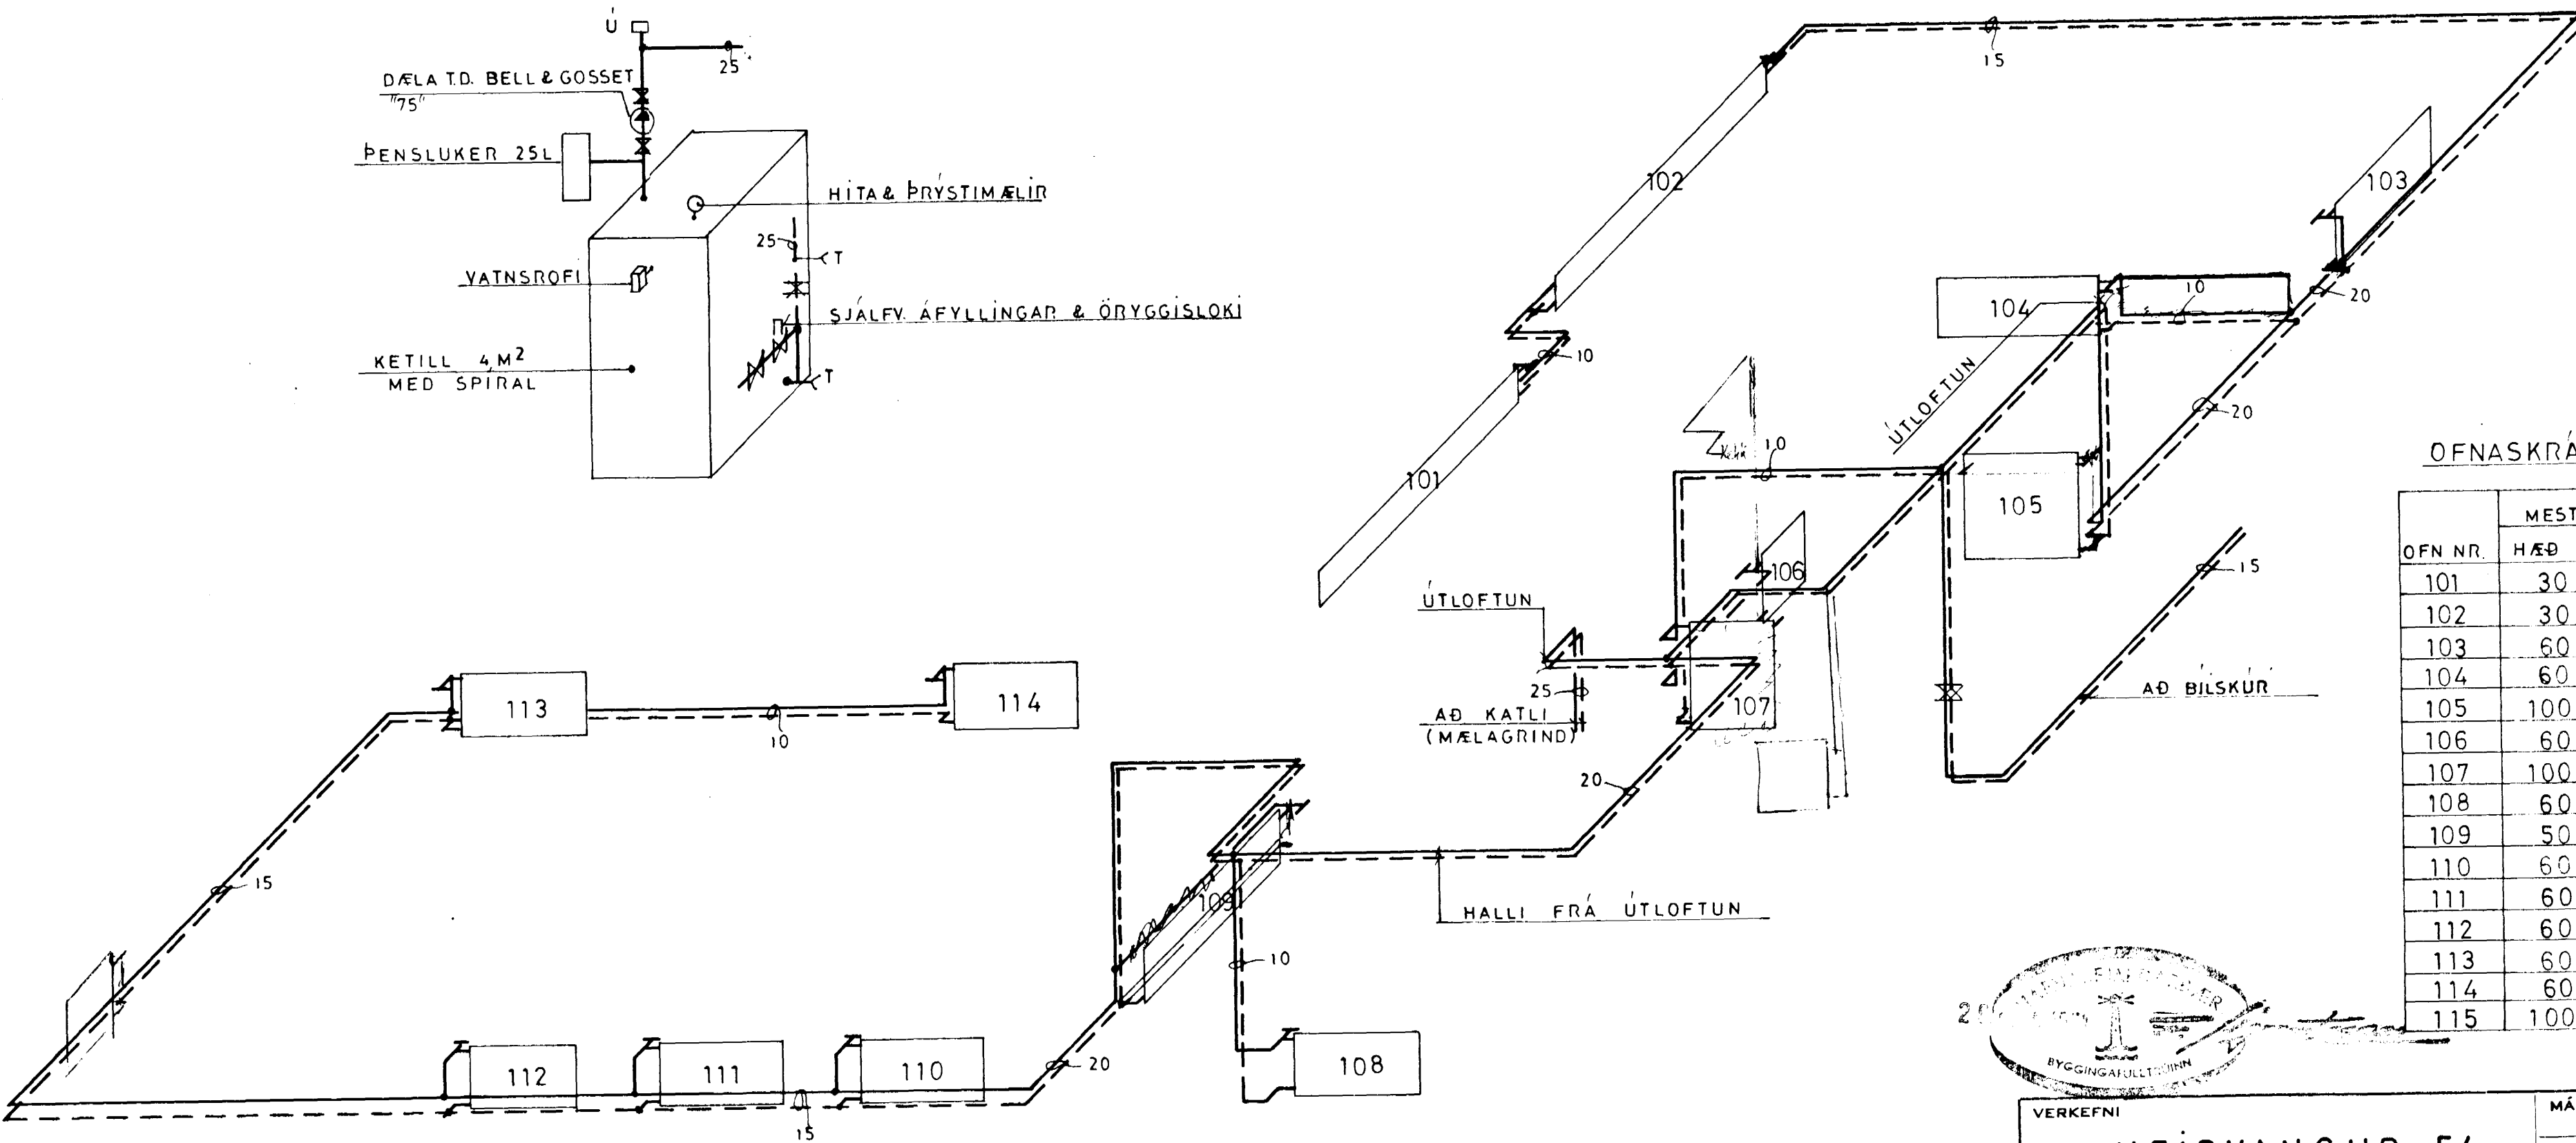 Ú
25
DÆLA T.D. BELL & GOSSET
"75"
ÞENSLUKER 25L
HITA & ÞRÝSTIMÆLIR
25
T
VATNSROFI
SJÁLFV. ÁFYLLINGAR & ÖRYGGISLOKI
KETILL 4,M²
MED SPÍRAL
T
15
102
103
10
20
104
10
ÚTLOFTUN
20
101
10
105
106
15
ÚTLOFTUN
25
107
AÐ BÍLSKÚR
AÐ KATLI
(MÆLAGRIND)
113
114
10
20
15
109
HALLI FRÁ ÚTLOFTUN
10
20
112
111
110
108
15
OFNASKRÁ
MEST
OFN NR. HÆÐ
101 30
102 30
103 60
104 60
105 100
106 60
107 100
108 60
109 50
110 60
111 60
112 60
113 60
114 60
115 100
BYGGINGAFULLTRÚINN
VERKEFNI